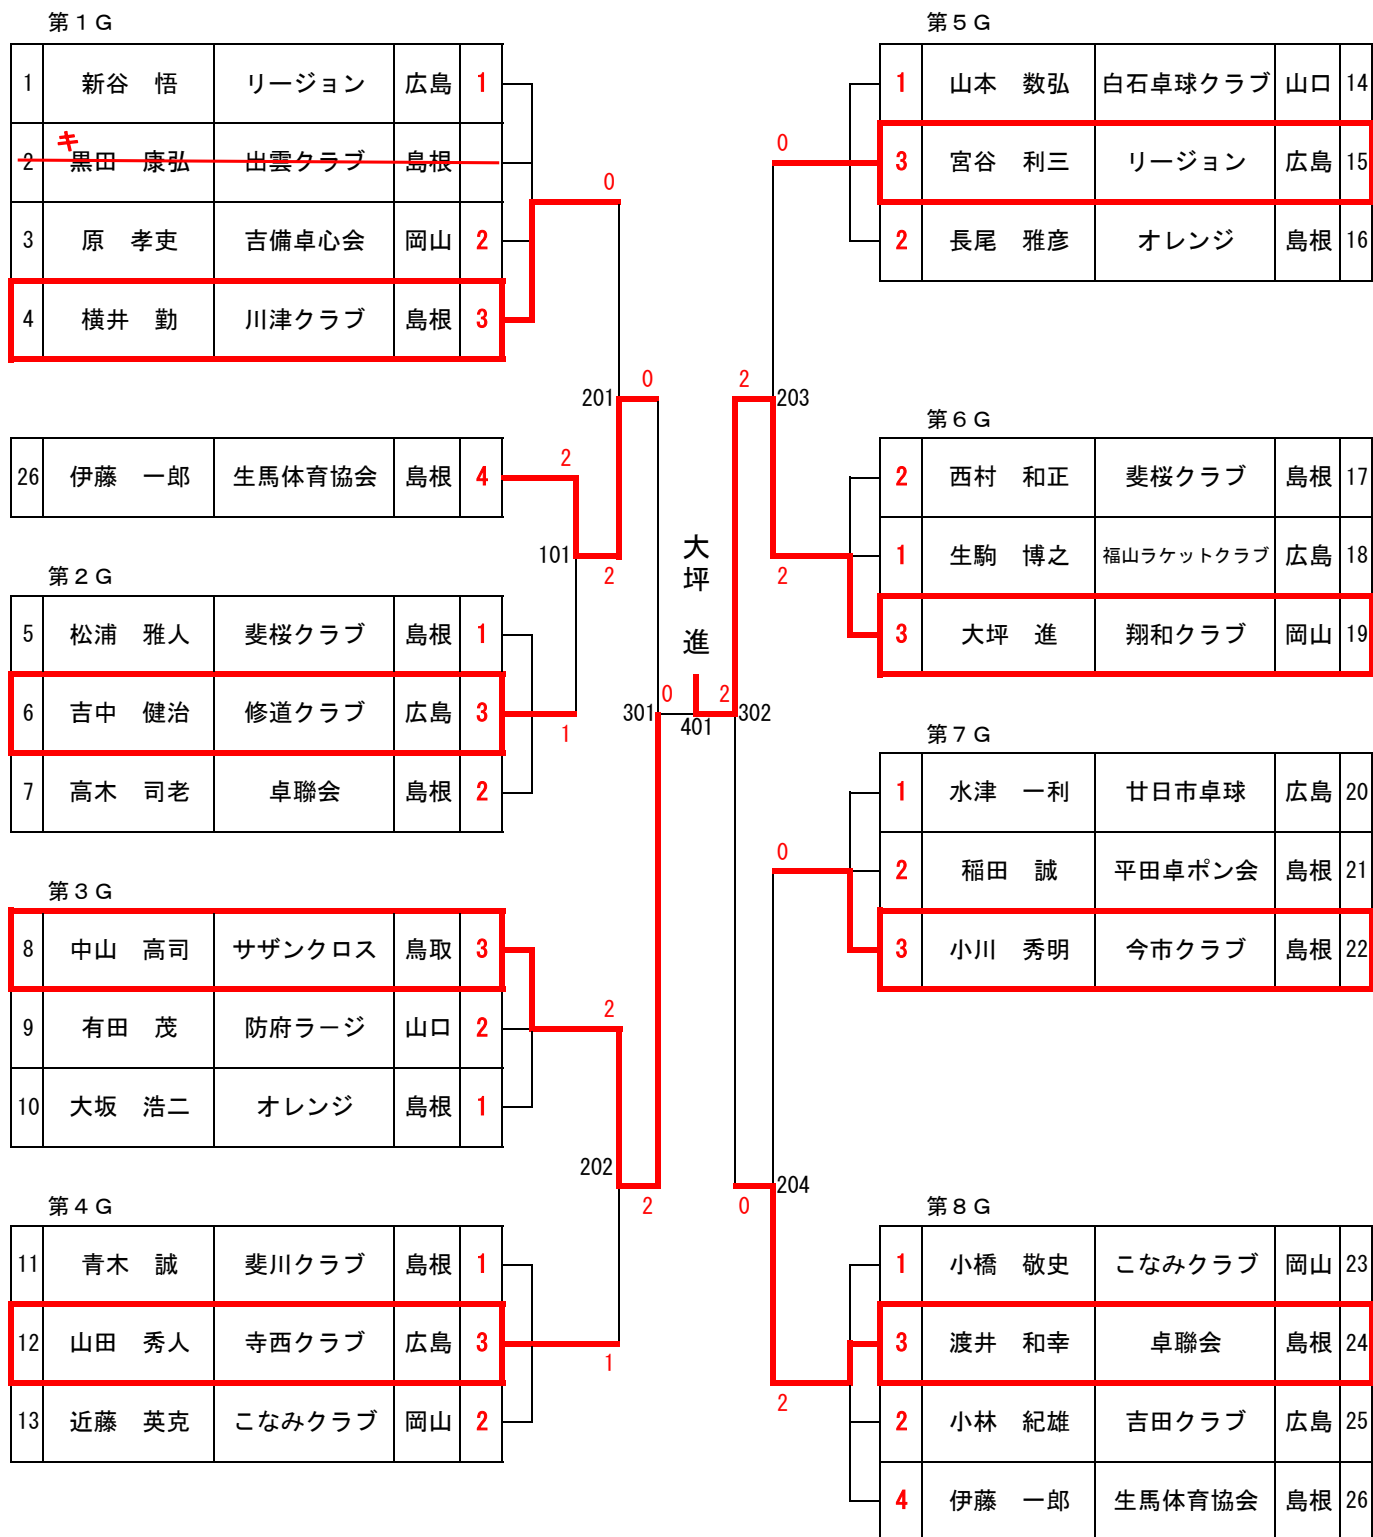 第1G
1 新谷 悟 リージョン 広島 1
キ
2 黒田 康弘 出雲クラブ 島根
3 原 孝吏 吉備卓心会 岡山 2
4 横井 勤 川津クラブ 島根 3
0
201
0
26 伊藤 一郎 生馬体育協会 島根 4
2
101
2
第2G
5 松浦 雅人 斐桜クラブ 島根 1
6 吉中 健治 修道クラブ 広島 3
7 高木 司老 卓聯会 島根 2
1
301
第3G
8 中山 高司 サザンクロス 鳥取 3
9 有田 茂 防府ラージ 山口 2
10 大坂 浩二 オレンジ 島根 1
2
202
2
第4G
11 青木 誠 斐川クラブ 島根 1
12 山田 秀人 寺西クラブ 広島 3
13 近藤 英克 こなみクラブ 岡山 2
1
大坪 進
0 2
401
302
第5G
1 山本 数弘 白石卓球クラブ 山口 14
3 宮谷 利三 リージョン 広島 15
2 長尾 雅彦 オレンジ 島根 16
0
2
203
第6G
2 西村 和正 斐桜クラブ 島根 17
1 生駒 博之 福山ラケットクラブ 広島 18
3 大坪 進 翔和クラブ 岡山 19
2
第7G
1 水津 一利 廿日市卓球 広島 20
2 稲田 誠 平田卓ポン会 島根 21
3 小川 秀明 今市クラブ 島根 22
0
204
0
第8G
1 小橋 敬史 こなみクラブ 岡山 23
3 渡井 和幸 卓聯会 島根 24
2 小林 紀雄 吉田クラブ 広島 25
4 伊藤 一郎 生馬体育協会 島根 26
2